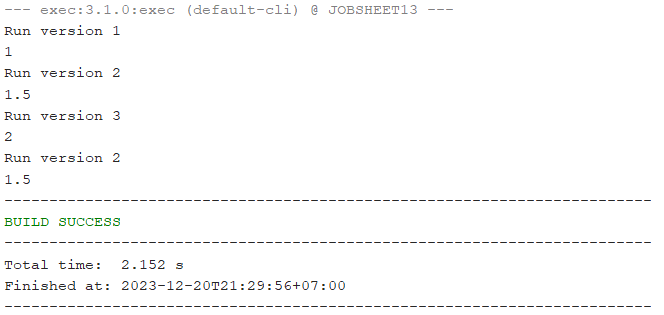 --- exec:3.1.0:exec (default-cli) @ JOBSHEET13 ---
Run version 1
1
Run version 2
1.5
Run version 3
2
Run version 2
1.5
------------------------------------------------------------------------
BUILD SUCCESS
------------------------------------------------------------------------
Total time:  2.152 s
Finished at: 2023-12-20T21:29:56+07:00
------------------------------------------------------------------------